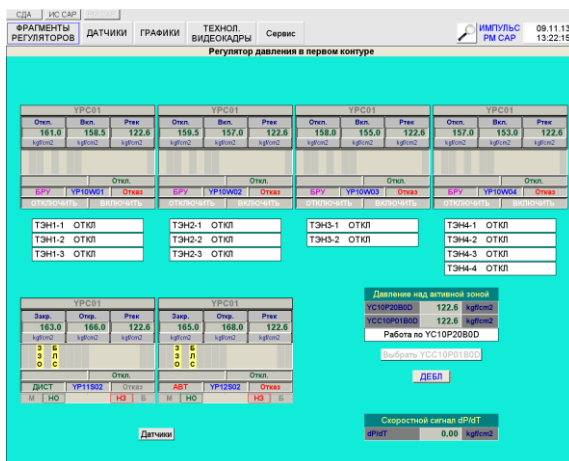 СДА ИС САР РМ САР
ФРАГМЕНТЫ РЕГУЛЯТОРОВ ДАТЧИКИ ГРАФИКИ ТЕХНОЛ. ВИДЕОКАДРЫ Сервис ИМПУЛЬС РМ САР 09.11.13 13:22:15
Регулятор давления в первом контуре
YPC01 YPC01 YPC01 YPC01
Откл. Вкл. Ртек Откл. Вкл. Ртек Откл. Вкл. Ртек Откл. Вкл. Ртек
161.0 158.5 122.6 159.5 157.0 122.6 158.0 155.0 122.6 157.0 153.0 122.6
kgf/cm2 kgf/cm2 kgf/cm2 kgf/cm2 kgf/cm2 kgf/cm2 kgf/cm2 kgf/cm2 kgf/cm2 kgf/cm2 kgf/cm2 kgf/cm2
Откл. Откл. Откл. Откл.
БРУ YP10W01 Отказ БРУ YP10W02 Отказ БРУ YP10W03 Отказ БРУ YP10W04 Отказ
ОТКЛЮЧИТЬ ВКЛЮЧИТЬ ОТКЛЮЧИТЬ ВКЛЮЧИТЬ ОТКЛЮЧИТЬ ВКЛЮЧИТЬ ОТКЛЮЧИТЬ ВКЛЮЧИТЬ
ТЭН1-1 ОТКЛ ТЭН2-1 ОТКЛ ТЭН3-1 ОТКЛ ТЭН4-1 ОТКЛ
ТЭН1-2 ОТКЛ ТЭН2-2 ОТКЛ ТЭН3-2 ОТКЛ ТЭН4-2 ОТКЛ
ТЭН1-3 ОТКЛ ТЭН2-3 ОТКЛ ТЭН4-3 ОТКЛ
ТЭН4-4 ОТКЛ
YPC01 YPC01
Закр. Откр. Ртек Закр. Откр. Ртек
163.0 166.0 122.6 165.0 168.0 122.6
kgf/cm2 kgf/cm2 kgf/cm2 kgf/cm2 kgf/cm2 kgf/cm2
З Б З Б
З Л З Л
О С О С
Откл. Откл.
ДИСТ YP11S02 Отказ АВТ YP12S02 Отказ
М НО НЗ Б М НО НЗ Б
Давление над активной зоной
YC10P20B0D 122.6 kgf/cm2
YCC10P01B0D 122.6 kgf/cm2
Работа по YC10P20B0D
Выбрать YCC10P01B0D
ДЕБЛ
Скоростной сигнал dP/dT
dP/dT 0.00 kgf/cm2
Датчики